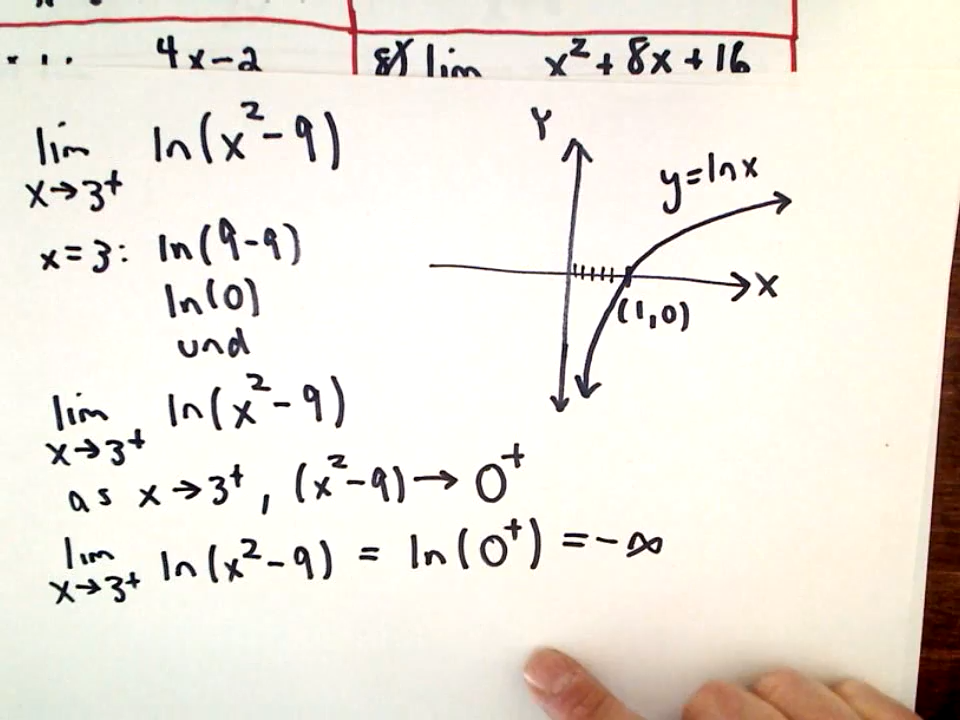 4x-2
8) lim x²+8x+16
lim ln(x²-9)
x→3⁺
x=3: ln(9-9)
ln(0)
und
lim ln(x²-9)
x→3⁺
as x→3⁺, (x²-9)→0⁺
lim ln(x²-9) = ln(0⁺) = -∞
x→3⁺
Y
y=lnx
X
(1,0)